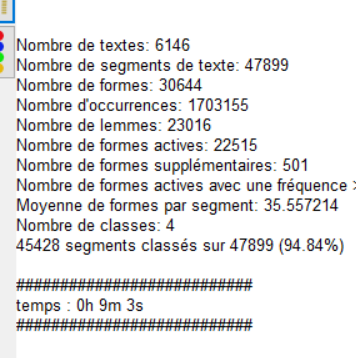 Nombre de textes: 6146
Nombre de segments de texte: 47899
Nombre de formes: 30644
Nombre d'occurrences: 1703155
Nombre de lemmes: 23016
Nombre de formes actives: 22515
Nombre de formes supplémentaires: 501
Nombre de formes actives avec une fréquence >
Moyenne de formes par segment: 35.557214
Nombre de classes: 4
45428 segments classés sur 47899 (94.84%)
###########################
temps : 0h 9m 3s
###########################